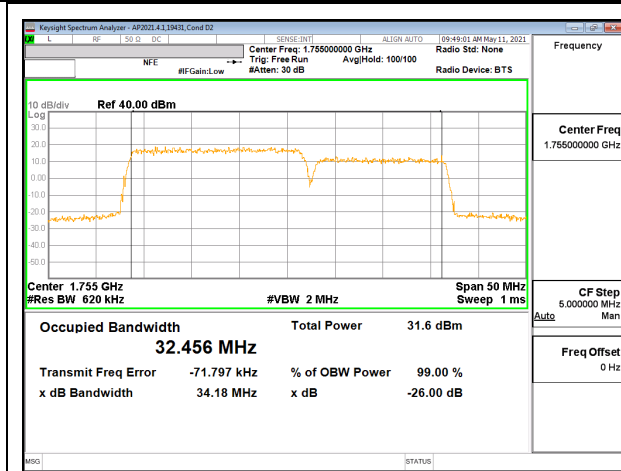 Keysight Spectrum Analyzer - AP2021.4.1,19431,Cond D2
L RF 50 Ω DC SENSE:INT ALIGN AUTO 09:49:01 AM May 11, 2021
Center Freq: 1.755000000 GHz Radio Std: None
NFE Trig: Free Run Avg|Hold: 100/100
#IFGain:Low #Atten: 30 dB Radio Device: BTS
10 dB/div Ref 40.00 dBm
Log
30.0
20.0
10.0
0.00
-10.0
-20.0
-30.0
-40.0
-50.0
Center 1.755 GHz Span 50 MHz
#Res BW 620 kHz #VBW 2 MHz Sweep 1 ms
Occupied Bandwidth Total Power 31.6 dBm
32.456 MHz
Transmit Freq Error -71.797 kHz % of OBW Power 99.00 %
x dB Bandwidth 34.18 MHz x dB -26.00 dB
MSG STATUS
Frequency
Center Freq
1.755000000 GHz
CF Step
5.000000 MHz
Auto Man
Freq Offset
0 Hz